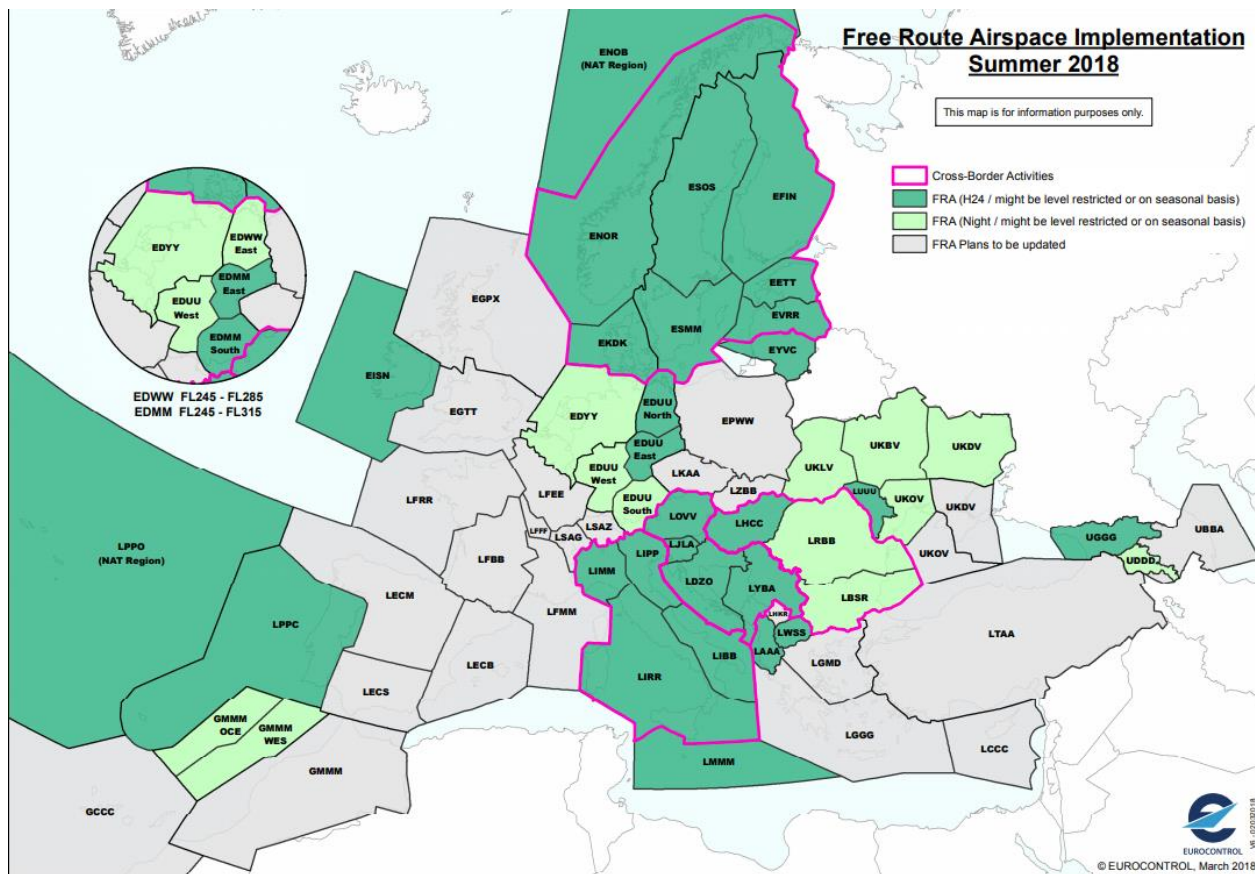 Free Route Airspace Implementation
Summer 2018
This map is for information purposes only.
Cross-Border Activities
FRA (H24 / might be level restricted or on seasonal basis)
FRA (Night / might be level restricted or on seasonal basis)
FRA Plans to be updated
ENOB
(NAT Region)
ESOS
EFIN
ENOR
EETT
EVRR
ESMM
EKDK
EYVC
EGPX
EISN
EGTT
EDYY
EDWW
East
EDMM
East
EDUU
West
EDMM
South
EDWW FL245 - FL285
EDMM FL245 - FL315
EDYY
EDUU
North
EDUU
East
EDUU
West
EDUU
South
EPWW
LKAA
LZBB
UKLV
UKBV
UKDV
UKOV
LUUU
UKDV
UKOV
LFRR
LFEE
LFFF
LSAZ
LSAG
LFBB
LFMM
LOVV
LHCC
LRBB
LBSR
LJLA
LIPP
LIMM
LDZO
LYBA
LHKR
LWSS
LAAA
LIBB
LIRR
LGMD
LGGG
LTAA
LCCC
LMMM
UGGG
UDDD
UBBA
LPPO
(NAT Region)
LPPC
LECM
LECB
LECS
GMMM
OCE
GMMM
WES
GMMM
GCCC
EUROCONTROL
V6 - 02032018
© EUROCONTROL, March 2018